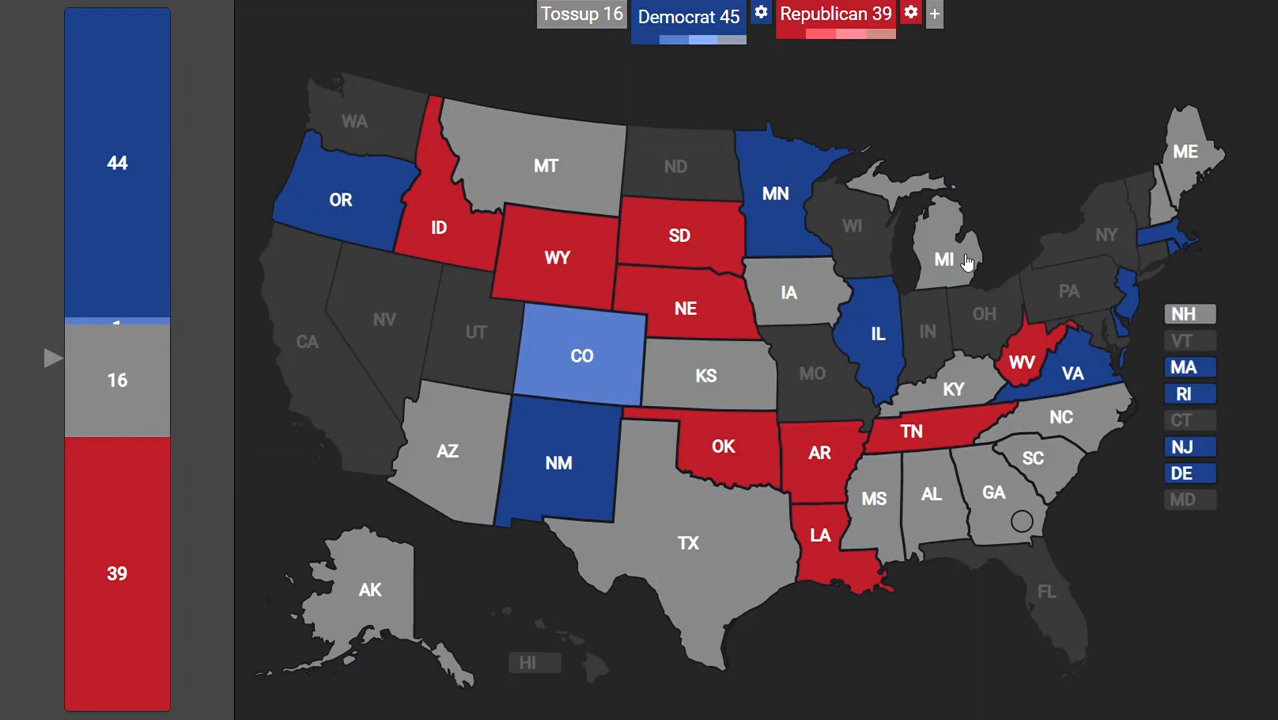 Tossup 16
Democrat 45
Republican 39
+
44
16
39
WA
MT
ND
MN
ME
OR
ID
WY
SD
WI
MI
NY
CA
NV
UT
CO
NE
IA
IL
IN
OH
PA
KS
MO
KY
WV
VA
AZ
NM
OK
AR
TN
NC
SC
TX
LA
MS
AL
GA
FL
AK
HI
NH
VT
MA
RI
CT
NJ
DE
MD